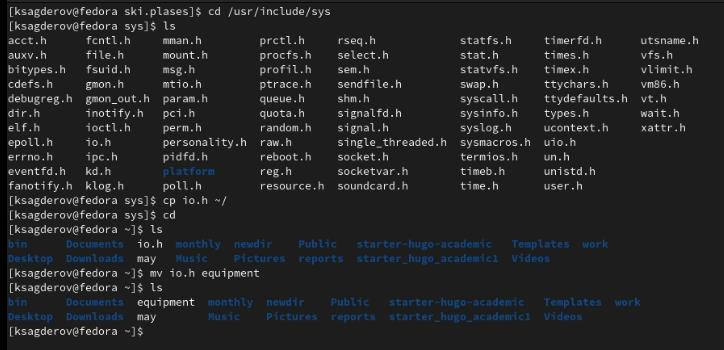 [ksagderov@fedora ski.plases]$ cd /usr/include/sys
[ksagderov@fedora sys]$ ls
acct.h fcntl.h mman.h prctl.h rseq.h statfs.h timerfd.h utsname.h
auxv.h file.h mount.h procfs.h select.h stat.h times.h vfs.h
bitypes.h fsuid.h msg.h profil.h sem.h statvfs.h timex.h vlimit.h
cdefs.h gmon.h mtio.h ptrace.h sendfile.h swap.h ttychars.h vm86.h
debugreg.h gmon_out.h param.h queue.h shm.h syscall.h ttydefaults.h vt.h
dir.h inotify.h pci.h quota.h signalfd.h sysinfo.h types.h wait.h
elf.h ioctl.h perm.h random.h signal.h syslog.h ucontext.h xattr.h
epoll.h io.h personality.h raw.h single_threaded.h sysmacros.h uio.h
errno.h ipc.h pidfd.h reboot.h socket.h termios.h un.h
eventfd.h kd.h platform reg.h socketvar.h timeb.h unistd.h
fanotify.h klog.h poll.h resource.h soundcard.h time.h user.h
[ksagderov@fedora sys]$ cp io.h ~/
[ksagderov@fedora sys]$ cd
[ksagderov@fedora ~]$ ls
bin Documents io.h monthly newdir Public starter-hugo-academic Templates work
Desktop Downloads may Music Pictures reports starter_hugo_academic1 Videos
[ksagderov@fedora ~]$ mv io.h equipment
[ksagderov@fedora ~]$ ls
bin Documents equipment monthly newdir Public starter-hugo-academic Templates work
Desktop Downloads may Music Pictures reports starter_hugo_academic1 Videos
[ksagderov@fedora ~]$